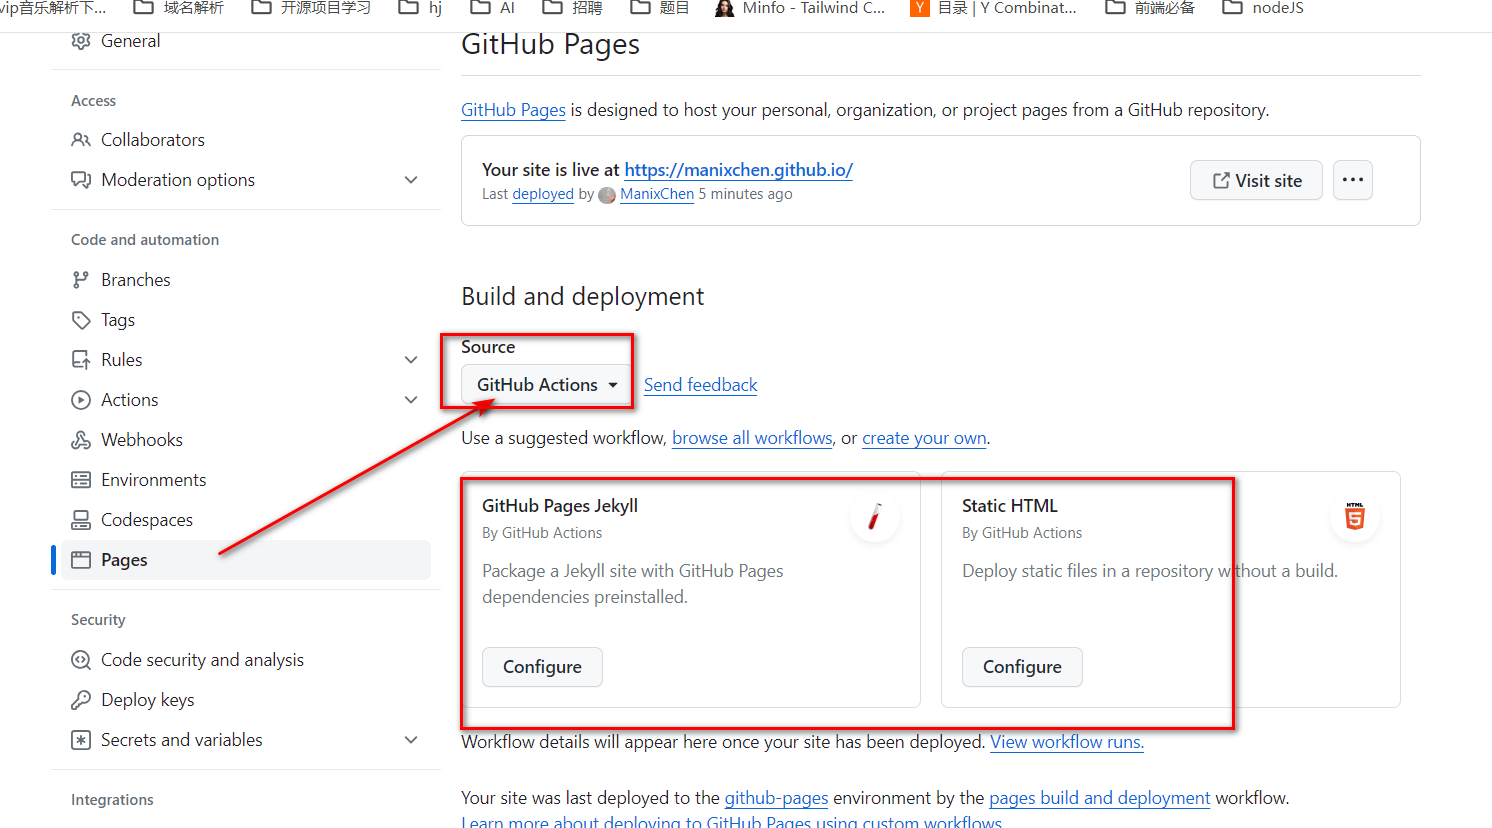 vip音乐解析下... 域名解析 开源项目学习 hj AI 招聘 题目 Minfo - Tailwind C... Y 目录 | Y Combinat... 前端必备 nodeJS
General
Access
Collaborators
Moderation options
Code and automation
Branches
Tags
Rules
Actions
Webhooks
Environments
Codespaces
Pages
Security
Code security and analysis
Deploy keys
Secrets and variables
Integrations
GitHub Pages
GitHub Pages is designed to host your personal, organization, or project pages from a GitHub repository.
Your site is live at https://manixchen.github.io/
Last deployed by ManixChen 5 minutes ago
Visit site
Build and deployment
Source
GitHub Actions
Send feedback
Use a suggested workflow, browse all workflows, or create your own.
GitHub Pages Jekyll
By GitHub Actions
Package a Jekyll site with GitHub Pages
dependencies preinstalled.
Configure
Static HTML
By GitHub Actions
HTML
5
Deploy static files in a repository without a build.
Configure
Workflow details will appear here once your site has been deployed. View workflow runs.
Your site was last deployed to the github-pages environment by the pages build and deployment workflow.
Learn more about deploying to GitHub Pages using custom workflows